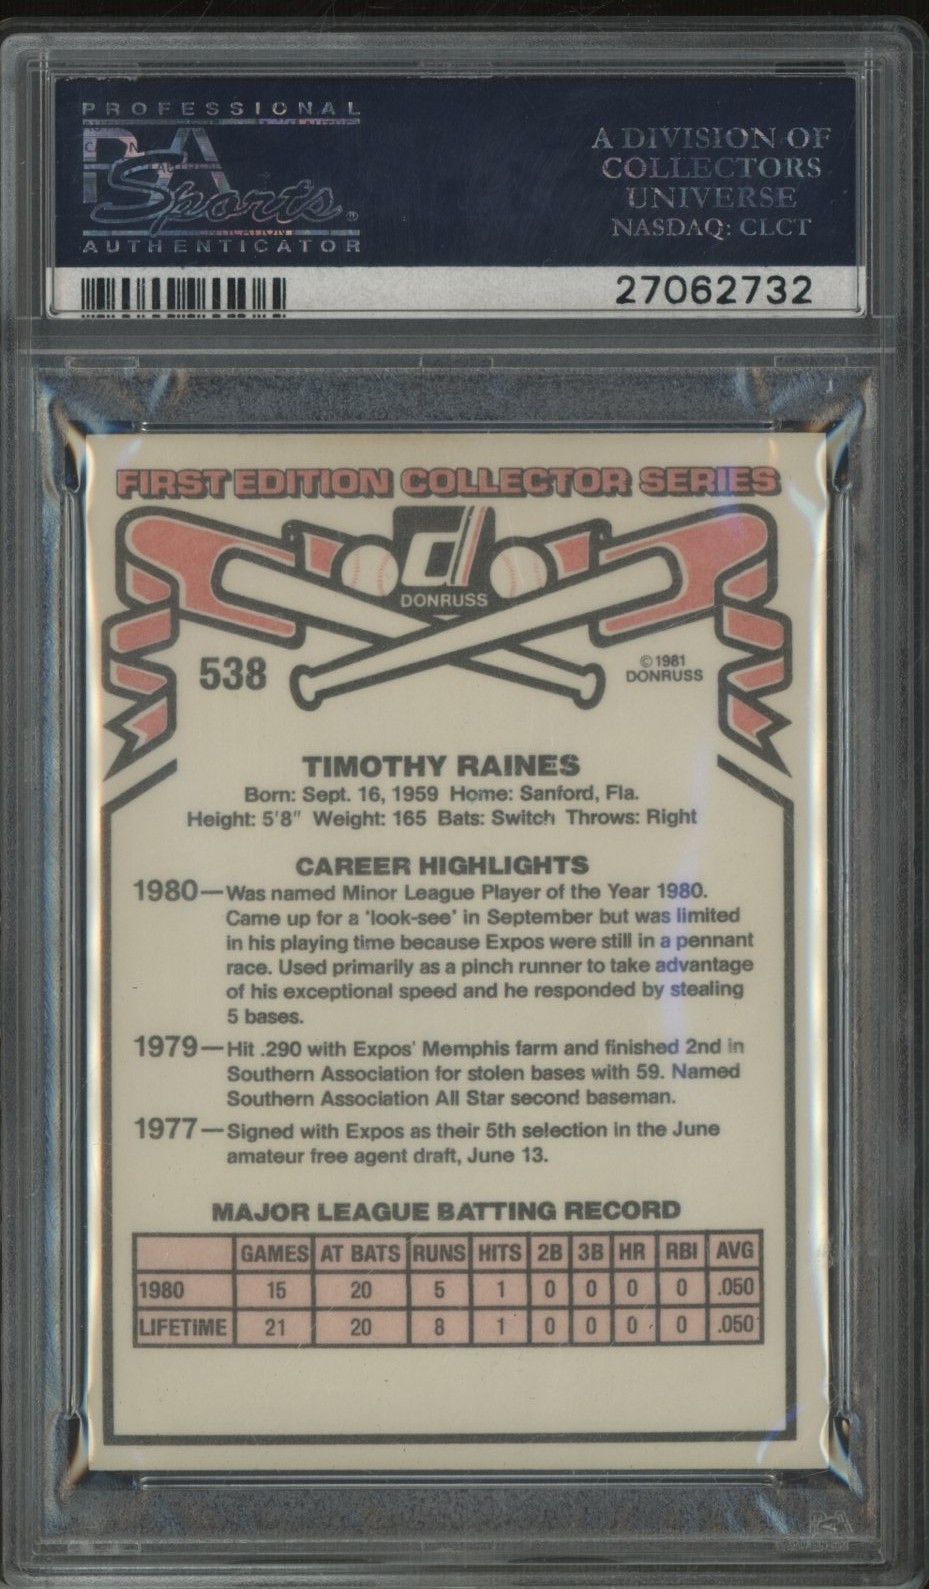 PROFESSIONAL
PSA
Sports®
AUTHENTICATOR
A DIVISION OF
COLLECTORS
UNIVERSE
NASDAQ: CLCT
27062732
FIRST EDITION COLLECTOR SERIES
d
DONRUSS
538
©1981
DONRUSS
TIMOTHY RAINES
Born: Sept. 16, 1959 Home: Sanford, Fla.
Height: 5'8" Weight: 165 Bats: Switch Throws: Right
CAREER HIGHLIGHTS
1980—Was named Minor League Player of the Year 1980.
Came up for a 'look-see' in September but was limited
in his playing time because Expos were still in a pennant
race. Used primarily as a pinch runner to take advantage
of his exceptional speed and he responded by stealing
5 bases.
1979—Hit .290 with Expos' Memphis farm and finished 2nd in
Southern Association for stolen bases with 59. Named
Southern Association All Star second baseman.
1977—Signed with Expos as their 5th selection in the June
amateur free agent draft, June 13.
MAJOR LEAGUE BATTING RECORD
GAMES AT BATS RUNS HITS 2B 3B HR RBI AVG
1980 15 20 5 1 0 0 0 0 .050
LIFETIME 21 20 8 1 0 0 0 0 .050
PSA